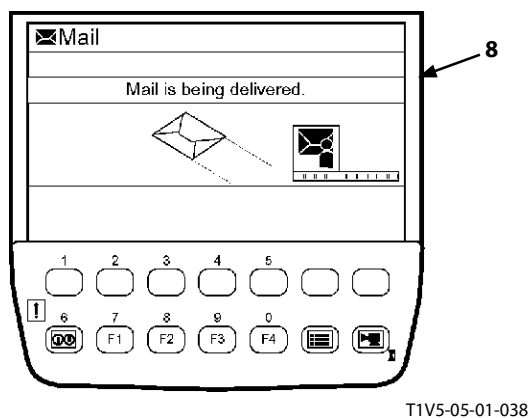 Mail
8
Mail is being delivered.
1 2 3 4 5
6 7 8 9 0
F1 F2 F3 F4
T1V5-05-01-038